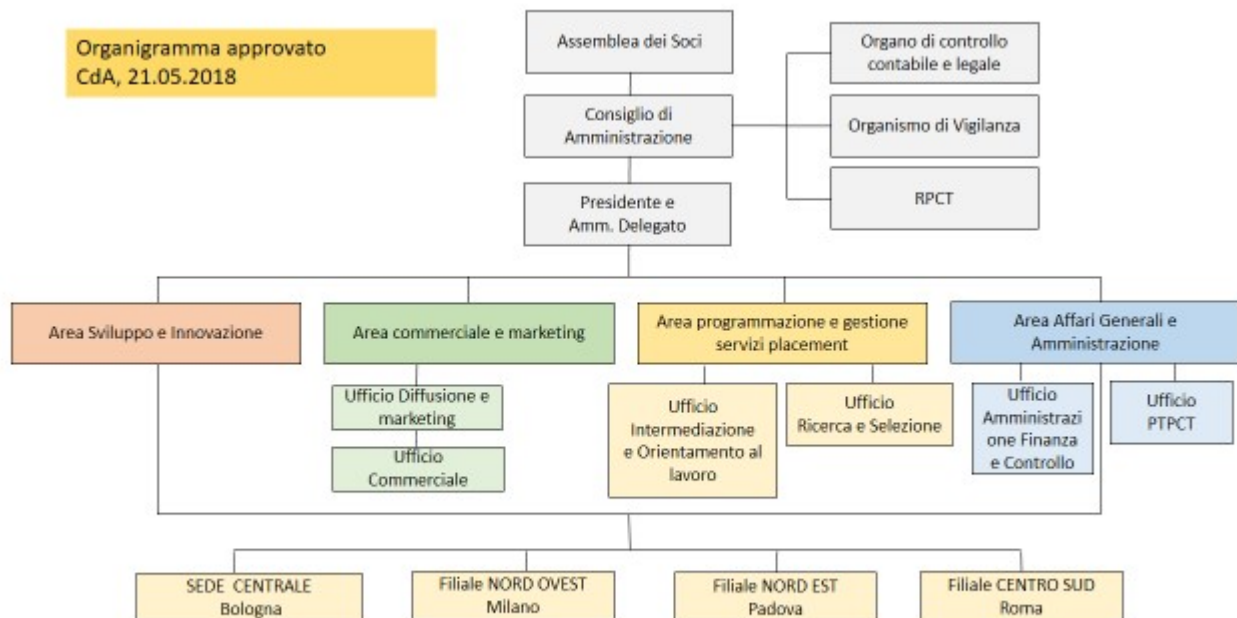 Organigramma approvato
CdA, 21.05.2018
Assemblea dei Soci
Organo di controllo
contabile e legale
Consiglio di
Amministrazione
Organismo di Vigilanza
Presidente e
Amm. Delegato
RPCT
Area Sviluppo e Innovazione
Area commerciale e marketing
Area programmazione e gestione
servizi placement
Area Affari Generali e
Amministrazione
Ufficio Diffusione e
marketing
Ufficio
Commerciale
Ufficio
Intermediazione
e Orientamento al
lavoro
Ufficio
Ricerca e Selezione
Ufficio
Amministrazi
one Finanza
e Controllo
Ufficio
PTPCT
SEDE CENTRALE
Bologna
Filiale NORD OVEST
Milano
Filiale NORD EST
Padova
Filiale CENTRO SUD
Roma